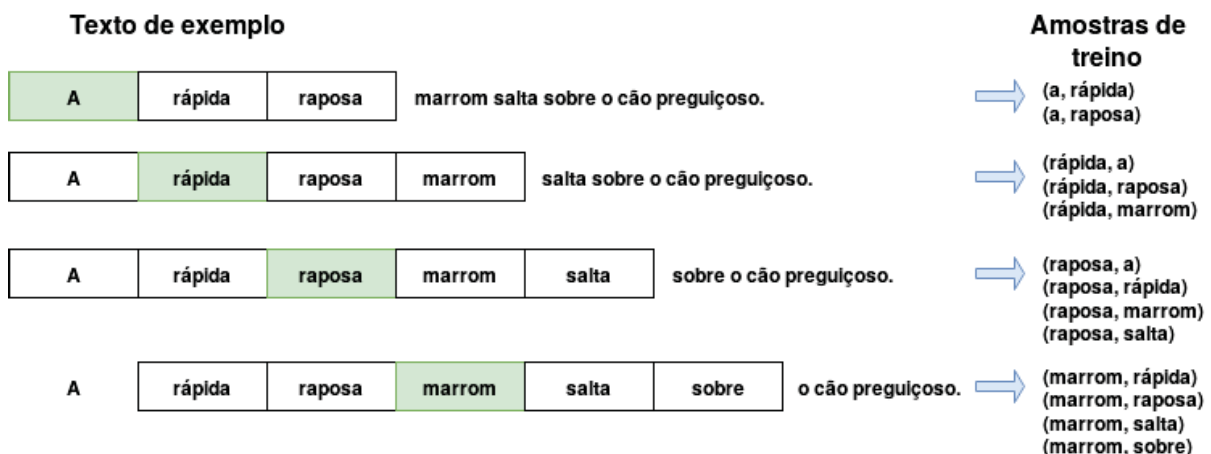 Texto de exemplo
Amostras de
treino
A rápida raposa marrom salta sobre o cão preguiçoso.
(a, rápida)
(a, raposa)
A rápida raposa marrom salta sobre o cão preguiçoso.
(rápida, a)
(rápida, raposa)
(rápida, marrom)
A rápida raposa marrom salta sobre o cão preguiçoso.
(raposa, a)
(raposa, rápida)
(raposa, marrom)
(raposa, salta)
A rápida raposa marrom salta sobre o cão preguiçoso.
(marrom, rápida)
(marrom, raposa)
(marrom, salta)
(marrom, sobre)